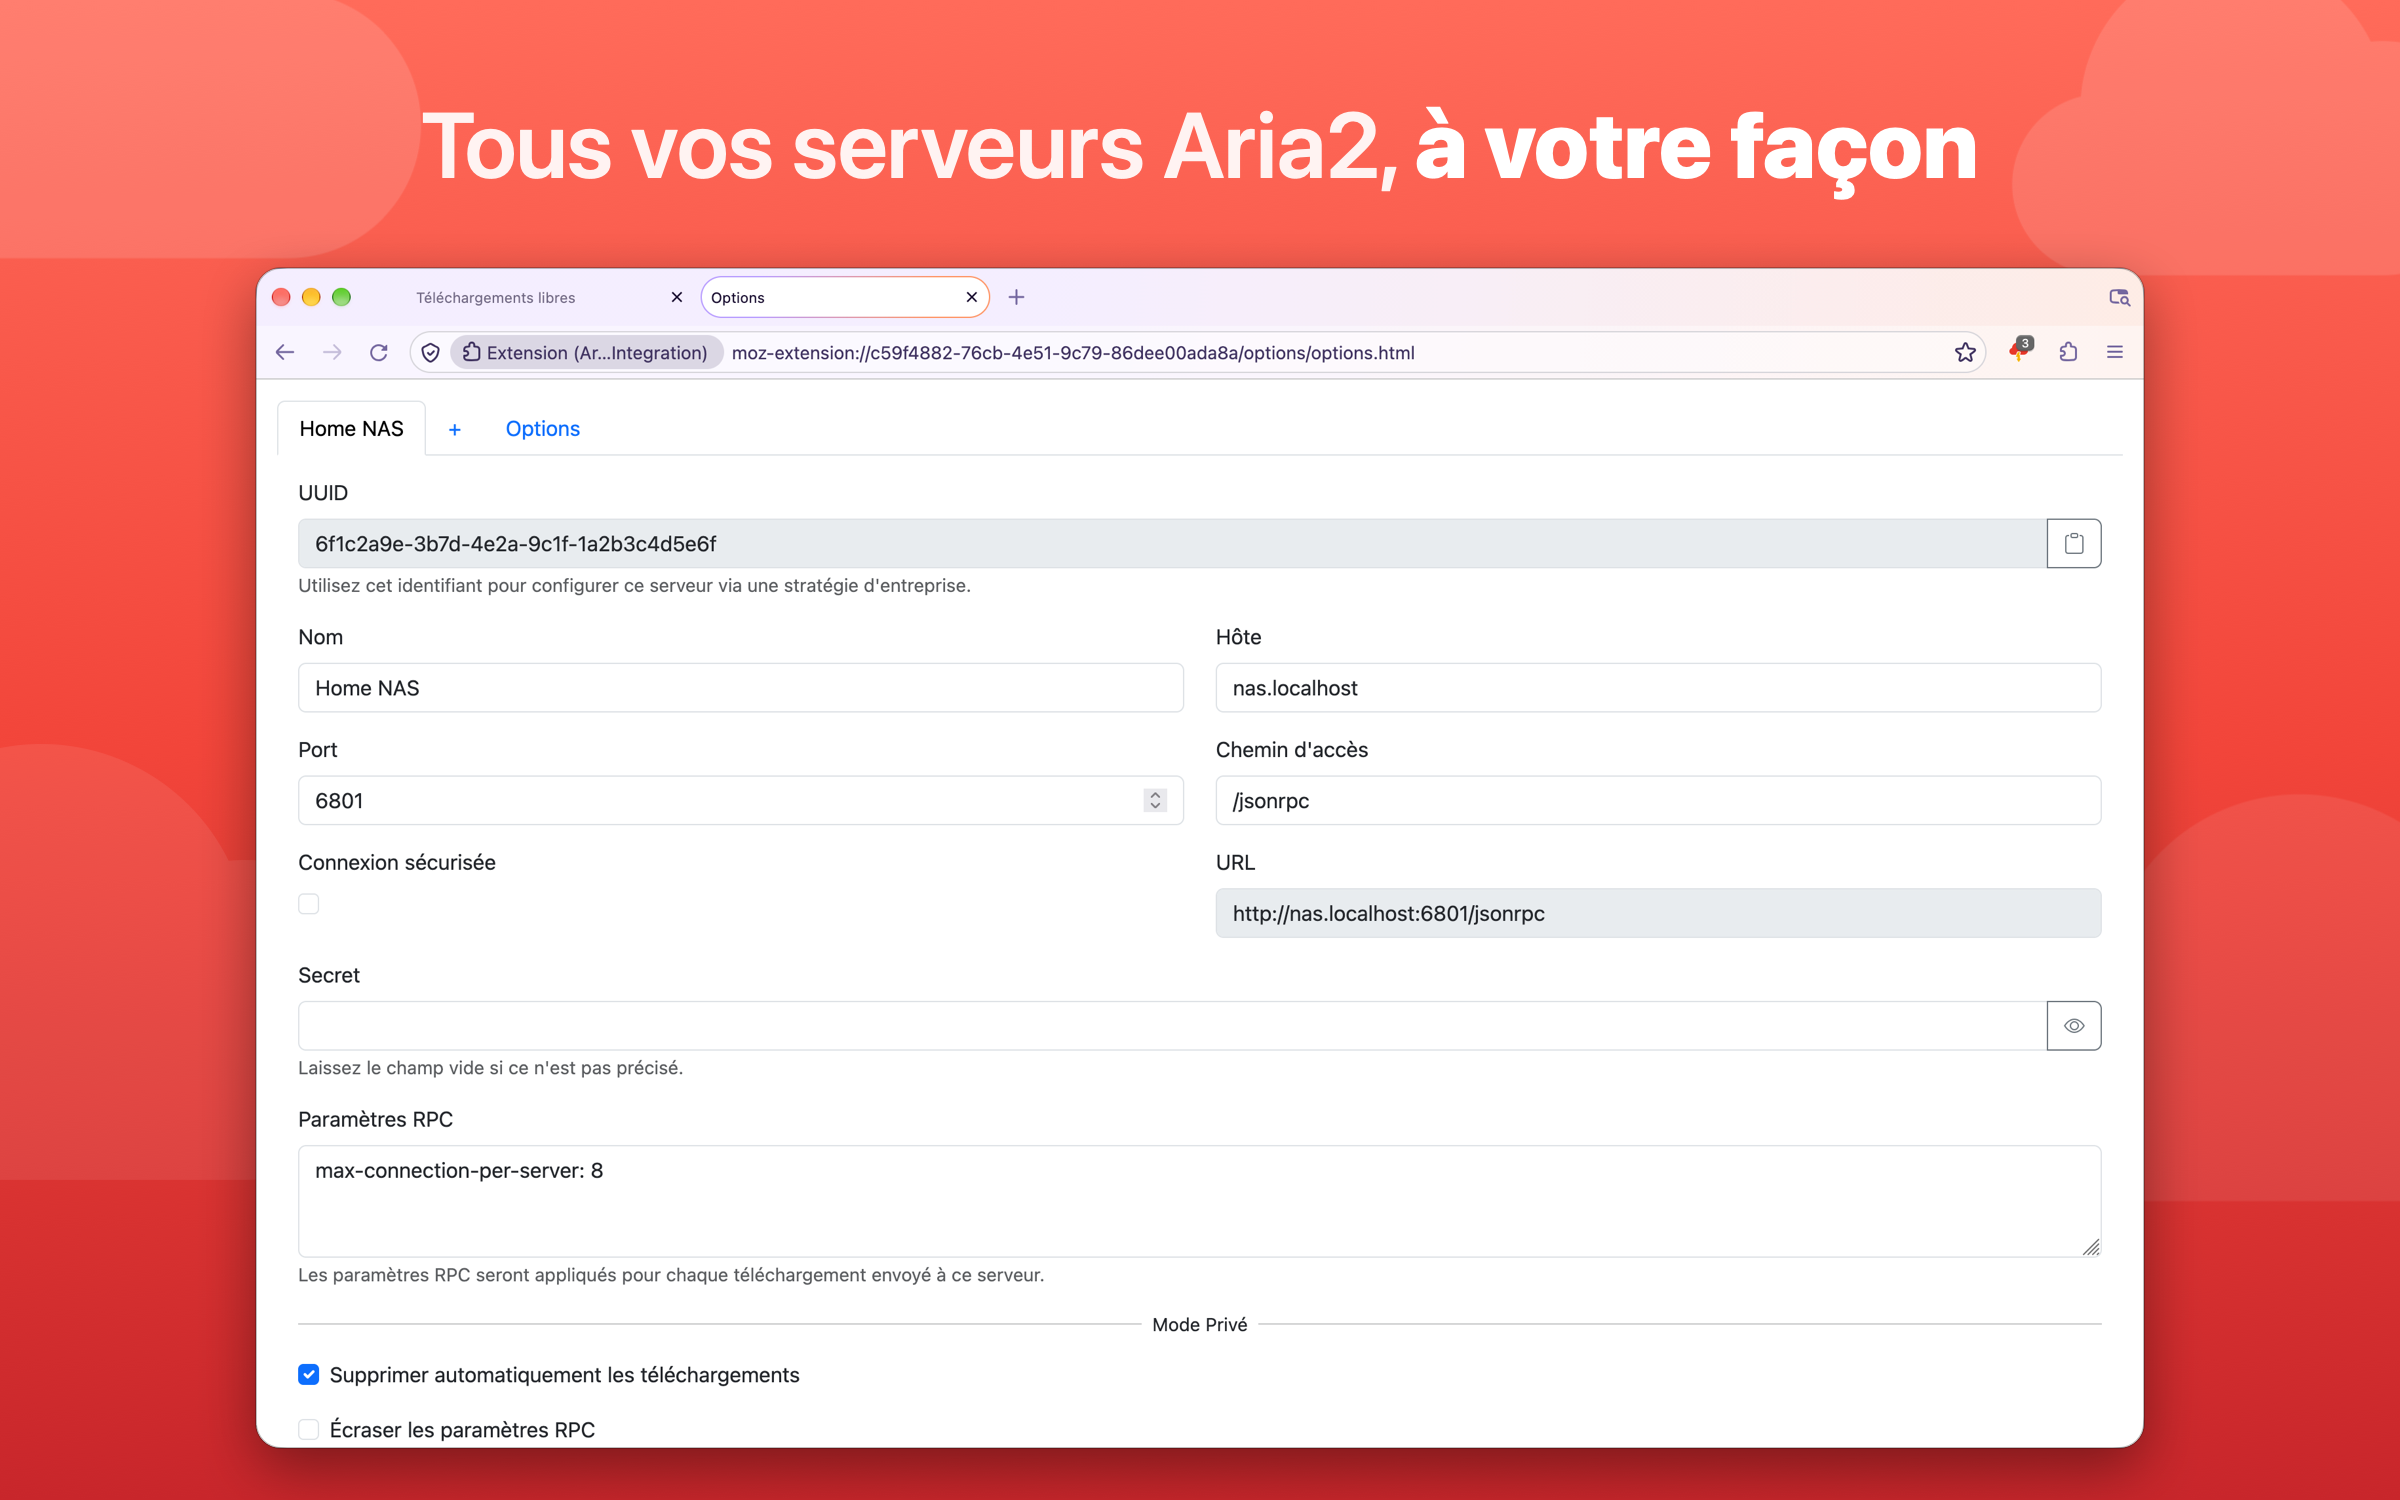 Tous vos serveurs Aria2, à votre façon
Téléchargements libres
Options
Extension (Ar...Integration)
moz-extension://c59f4882-76cb-4e51-9c79-86dee00ada8a/options/options.html
3
Home NAS
+
Options
UUID
6f1c2a9e-3b7d-4e2a-9c1f-1a2b3c4d5e6f
Utilisez cet identifiant pour configurer ce serveur via une stratégie d'entreprise.
Nom
Hôte
Home NAS
nas.localhost
Port
Chemin d'accès
6801
/jsonrpc
Connexion sécurisée
URL
http://nas.localhost:6801/jsonrpc
Secret
Laissez le champ vide si ce n'est pas précisé.
Paramètres RPC
max-connection-per-server: 8
Les paramètres RPC seront appliqués pour chaque téléchargement envoyé à ce serveur.
Mode Privé
Supprimer automatiquement les téléchargements
Écraser les paramètres RPC